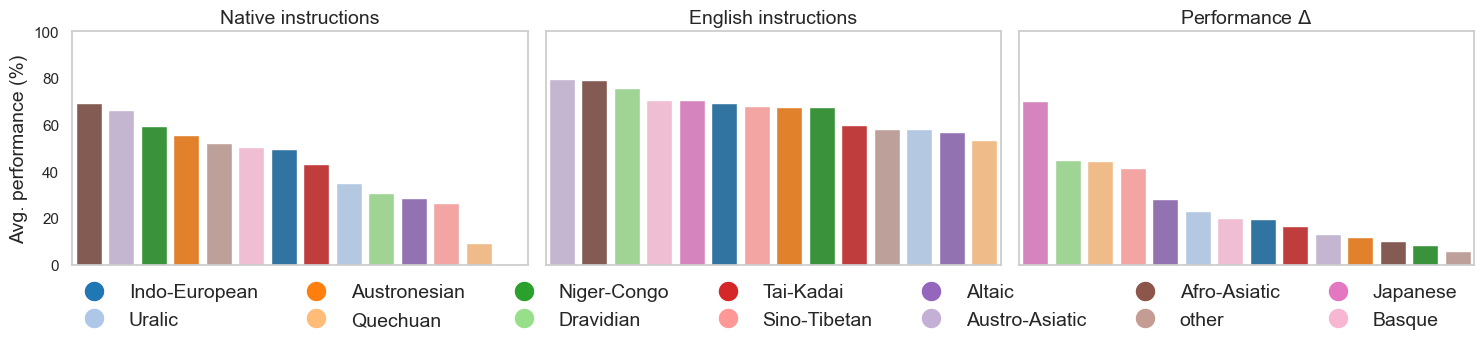 Native instructions
English instructions
Performance Δ
Avg. performance (%)
100
80
60
40
20
0
Indo-European Austronesian Niger-Congo Tai-Kadai Altaic Afro-Asiatic Japanese
Uralic Quechuan Dravidian Sino-Tibetan Austro-Asiatic other Basque